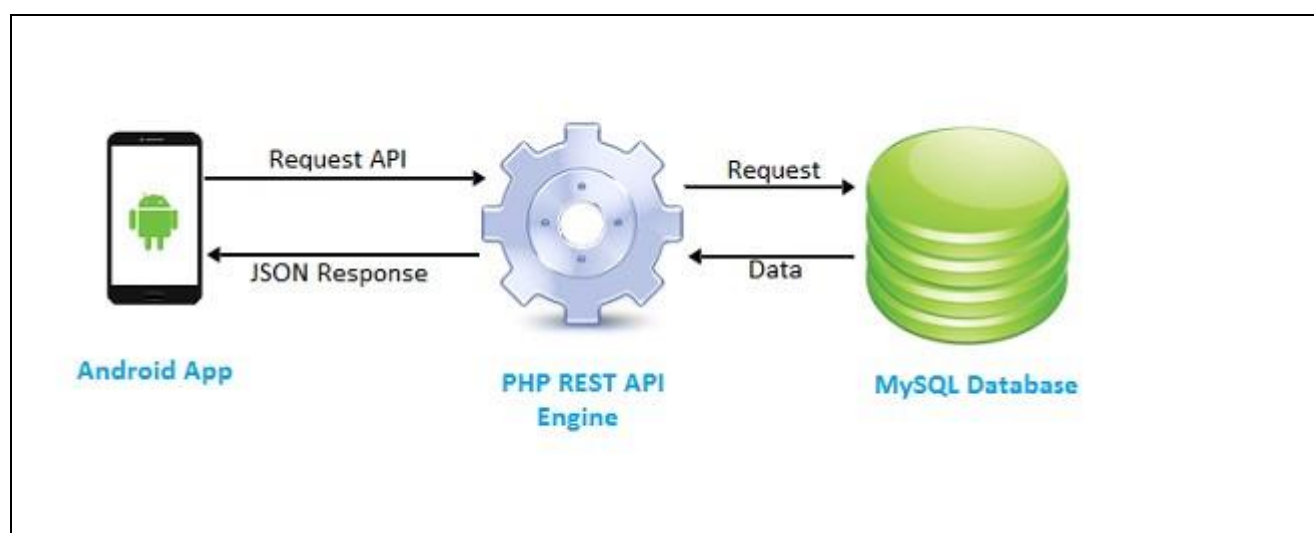 Request API
JSON Response
Request
Data
Android App
PHP REST API
Engine
MySQL Database